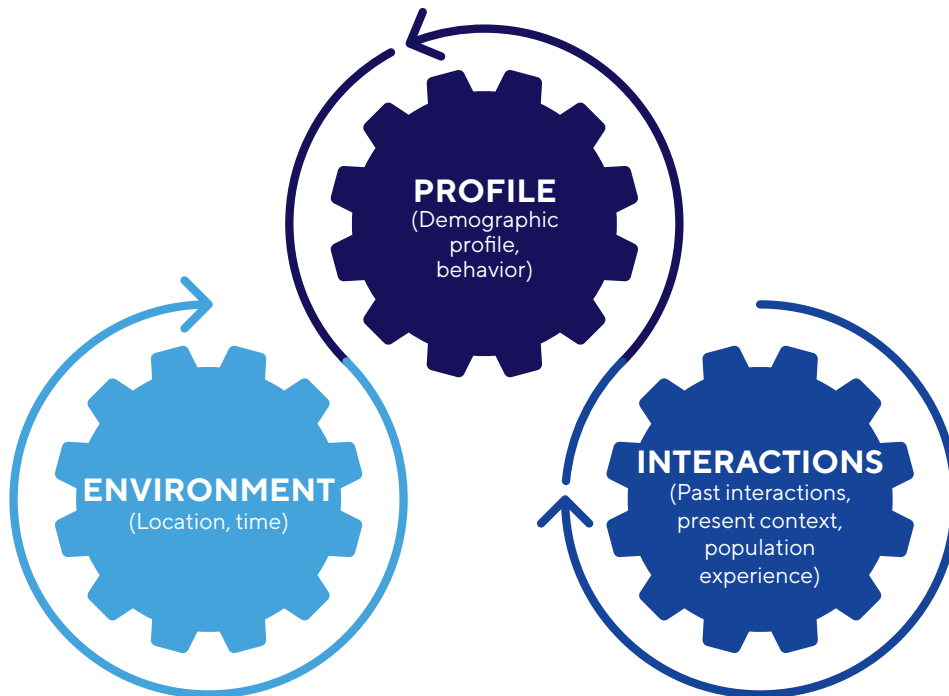 PROFILE
(Demographic
profile,
behavior)
ENVIRONMENT
(Location, time)
INTERACTIONS
(Past interactions,
present context,
population
experience)